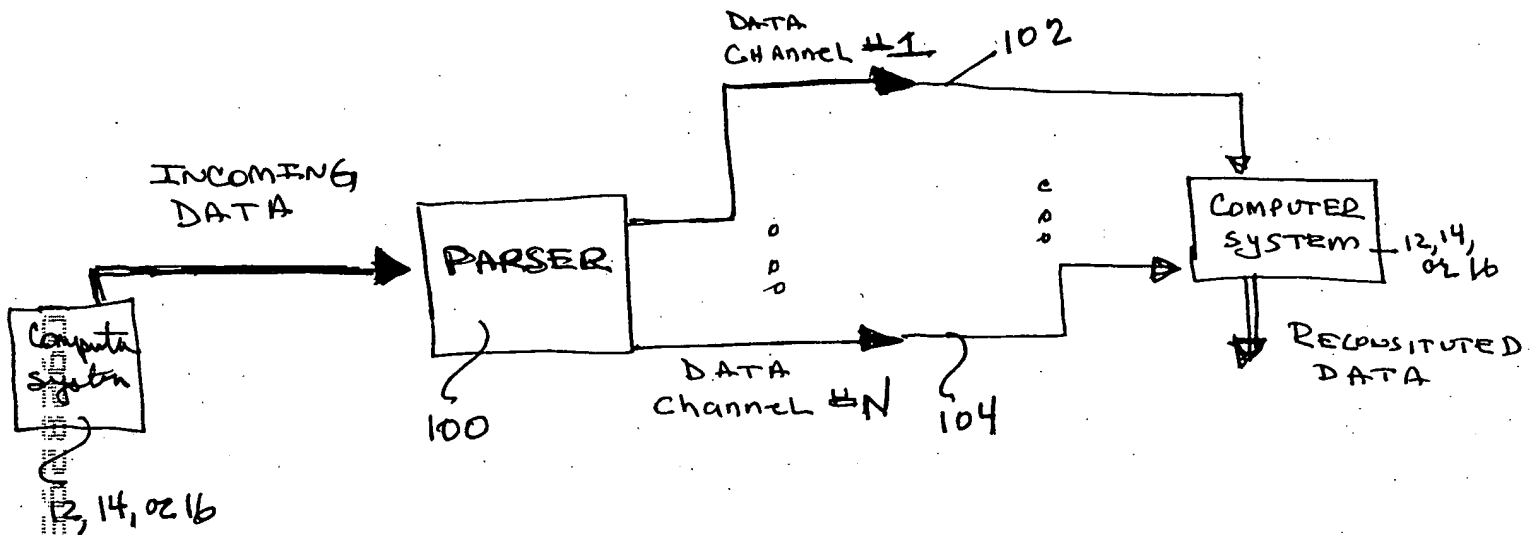 DATA
CHANNEL #1
102
INCOMING
DATA
PARSER
COMPUTER
SYSTEM
12, 14,
or 16
Computer
system
RECONSITUTED
DATA
DATA
Channel #N
100
104
12, 14, or 16